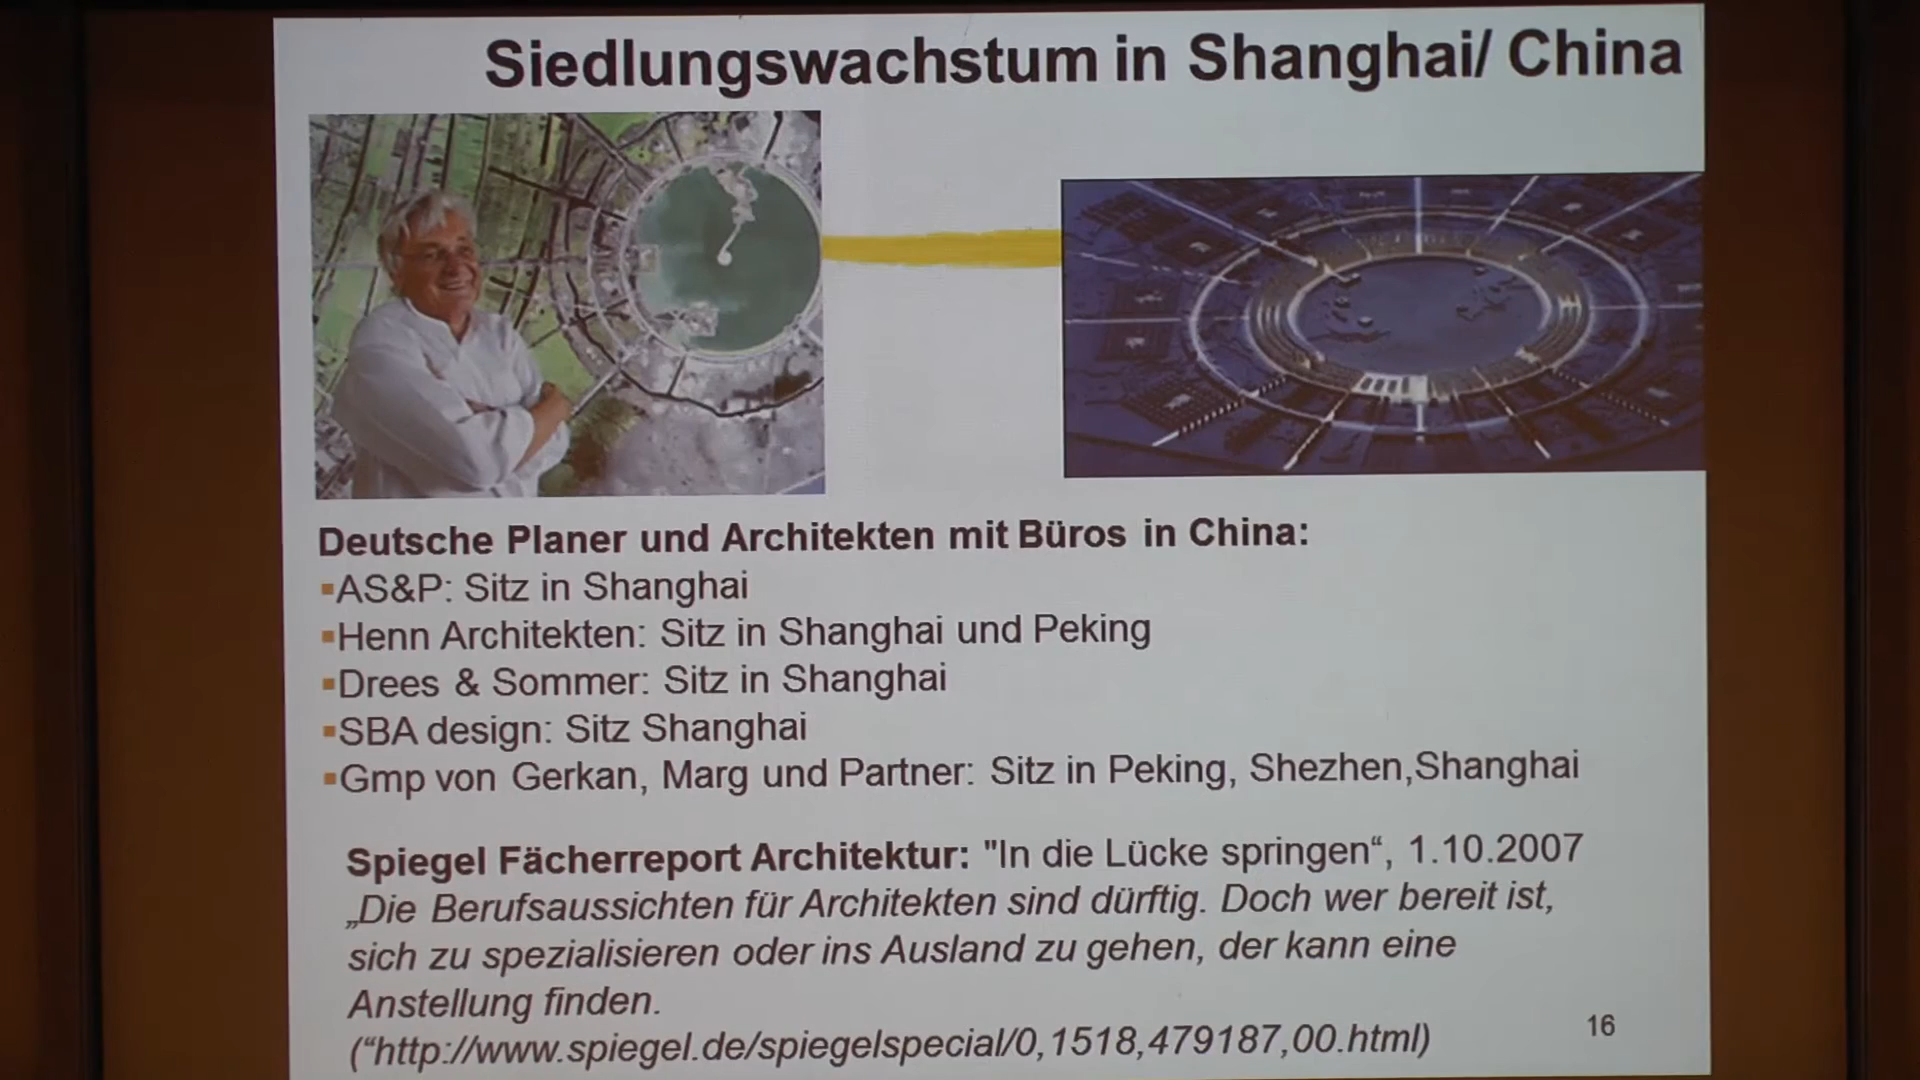 Siedlungswachstum in Shanghai/ China
Deutsche Planer und Architekten mit Büros in China:
▪AS&P: Sitz in Shanghai
▪Henn Architekten: Sitz in Shanghai und Peking
▪Drees & Sommer: Sitz in Shanghai
▪SBA design: Sitz Shanghai
▪Gmp von Gerkan, Marg und Partner: Sitz in Peking, Shezhen,Shanghai
Spiegel Fächerreport Architektur: "In die Lücke springen“, 1.10.2007
„Die Berufsaussichten für Architekten sind dürftig. Doch wer bereit ist,
sich zu spezialisieren oder ins Ausland zu gehen, der kann eine
Anstellung finden.
(“http://www.spiegel.de/spiegelspecial/0,1518,479187,00.html)
16